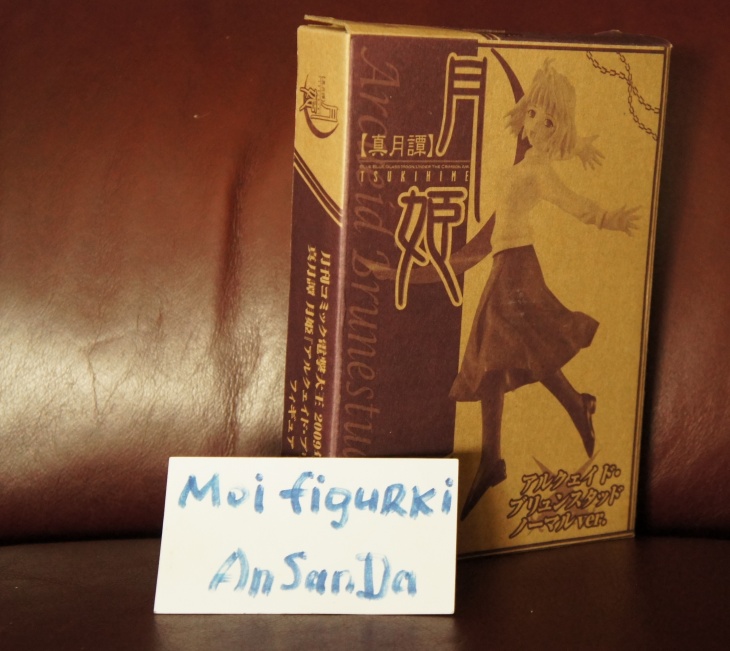 月姫
【真月譚】
TSUKIHIME
Arcueid Brunestud
月刊コミック電撃大王 2009年
真月譚 月姫「アルクェイド・ブ
フィギュア
アルクェイド・
ブリュンスタッド
ノーマルver.
Moi figuRki
AnSanDa